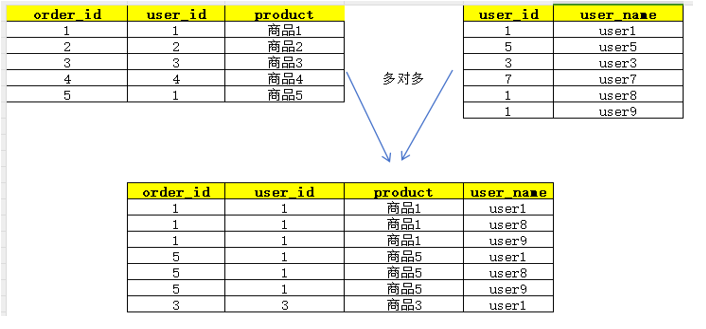 order_id user_id product
1 1 商品1
2 2 商品2
3 3 商品3
4 4 商品4
5 1 商品5
多对多
user_id user_name
1 user1
5 user5
3 user3
7 user7
1 user8
1 user9
order_id user_id product user_name
1 1 商品1 user1
1 1 商品1 user8
1 1 商品1 user9
5 1 商品5 user1
5 1 商品5 user8
5 1 商品5 user9
3 3 商品3 user1